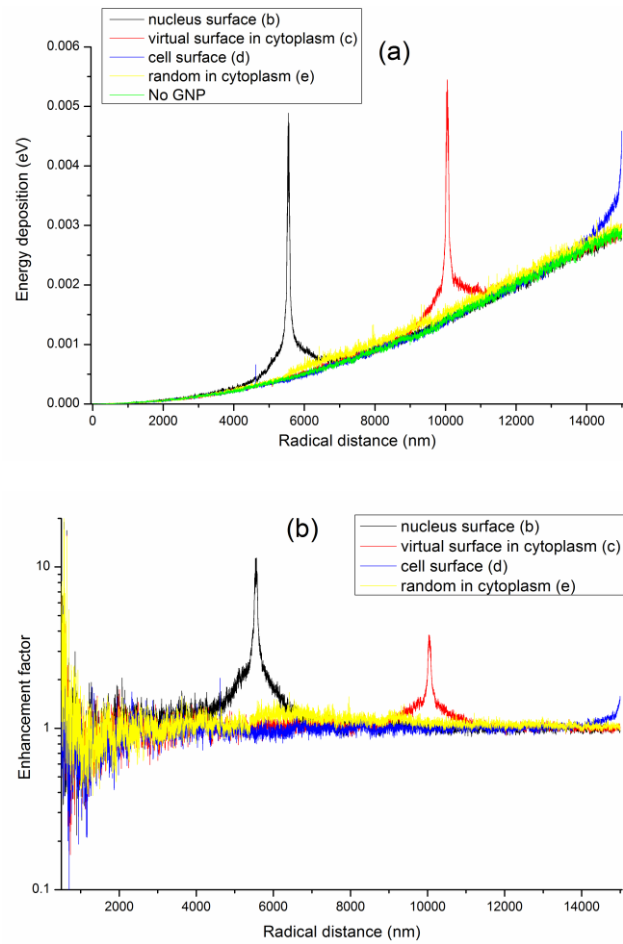 nucleus surface (b)
virtual surface in cytoplasm (c)
cell surface (d)
random in cytoplasm (e)
No GNP
(a)
0.006
0.005
0.004
0.003
0.002
0.001
0.000
Energy deposition (eV)
0 2000 4000 6000 8000 10000 12000 14000
Radical distance (nm)
(b)
nucleus surface (b)
virtual surface in cytoplasm (c)
cell surface (d)
random in cytoplasm (e)
10
1
0.1
Enhancement factor
2000 4000 6000 8000 10000 12000 14000
Radical distance (nm)